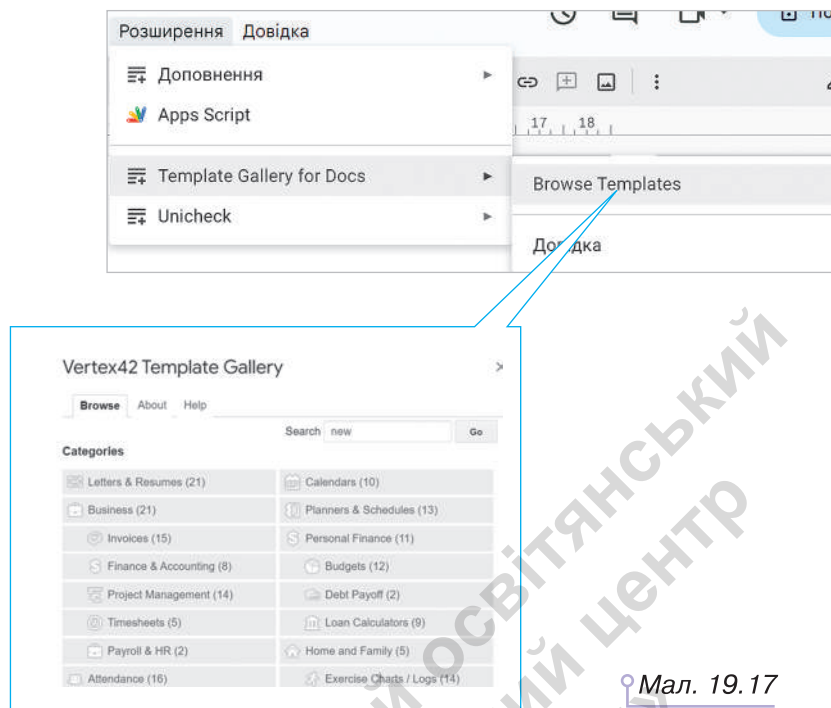 Розширення Довідка
Доповнення
Apps Script
17 18
Template Gallery for Docs
Browse Templates
Unicheck
Довідка
Vertex42 Template Gallery
Browse About Help
Search new Go
Categories
Letters & Resumes (21)
Calendars (10)
Business (21)
Planners & Schedules (13)
Invoices (15)
Personal Finance (11)
Finance & Accounting (8)
Budgets (12)
Project Management (14)
Debt Payoff (2)
Timesheets (5)
Loan Calculators (9)
Payroll & HR (2)
Home and Family (5)
Attendance (16)
Exercise Charts / Logs (14)
Мал. 19.17